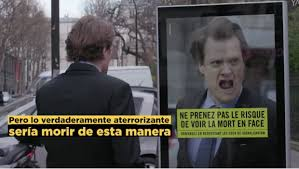 Pero lo verdaderamente aterrorizante
sería morir de esta manera
NE PRENEZ PAS LE RISQUE
DE VOIR LA MORT EN FACE